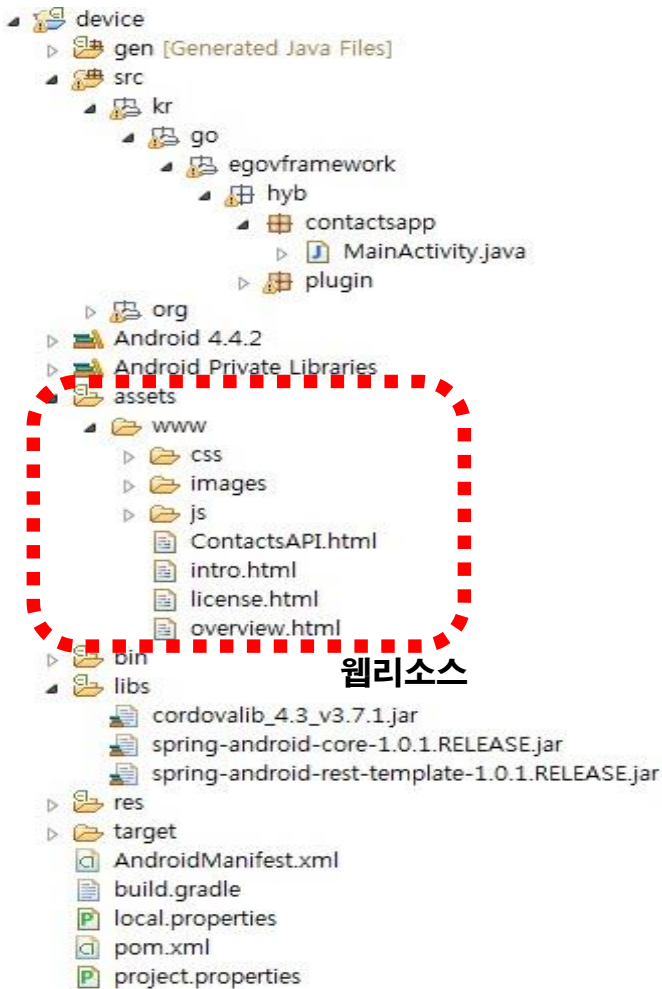 device
gen [Generated Java Files]
src
kr
go
egovframework
hyb
contactsapp
MainActivity.java
plugin
org
Android 4.4.2
Android Private Libraries
assets
www
css
images
js
ContactsAPI.html
intro.html
license.html
overview.html
bin
웹리소스
libs
cordovalib_4.3_v3.7.1.jar
spring-android-core-1.0.1.RELEASE.jar
spring-android-rest-template-1.0.1.RELEASE.jar
res
target
AndroidManifest.xml
build.gradle
local.properties
pom.xml
project.properties